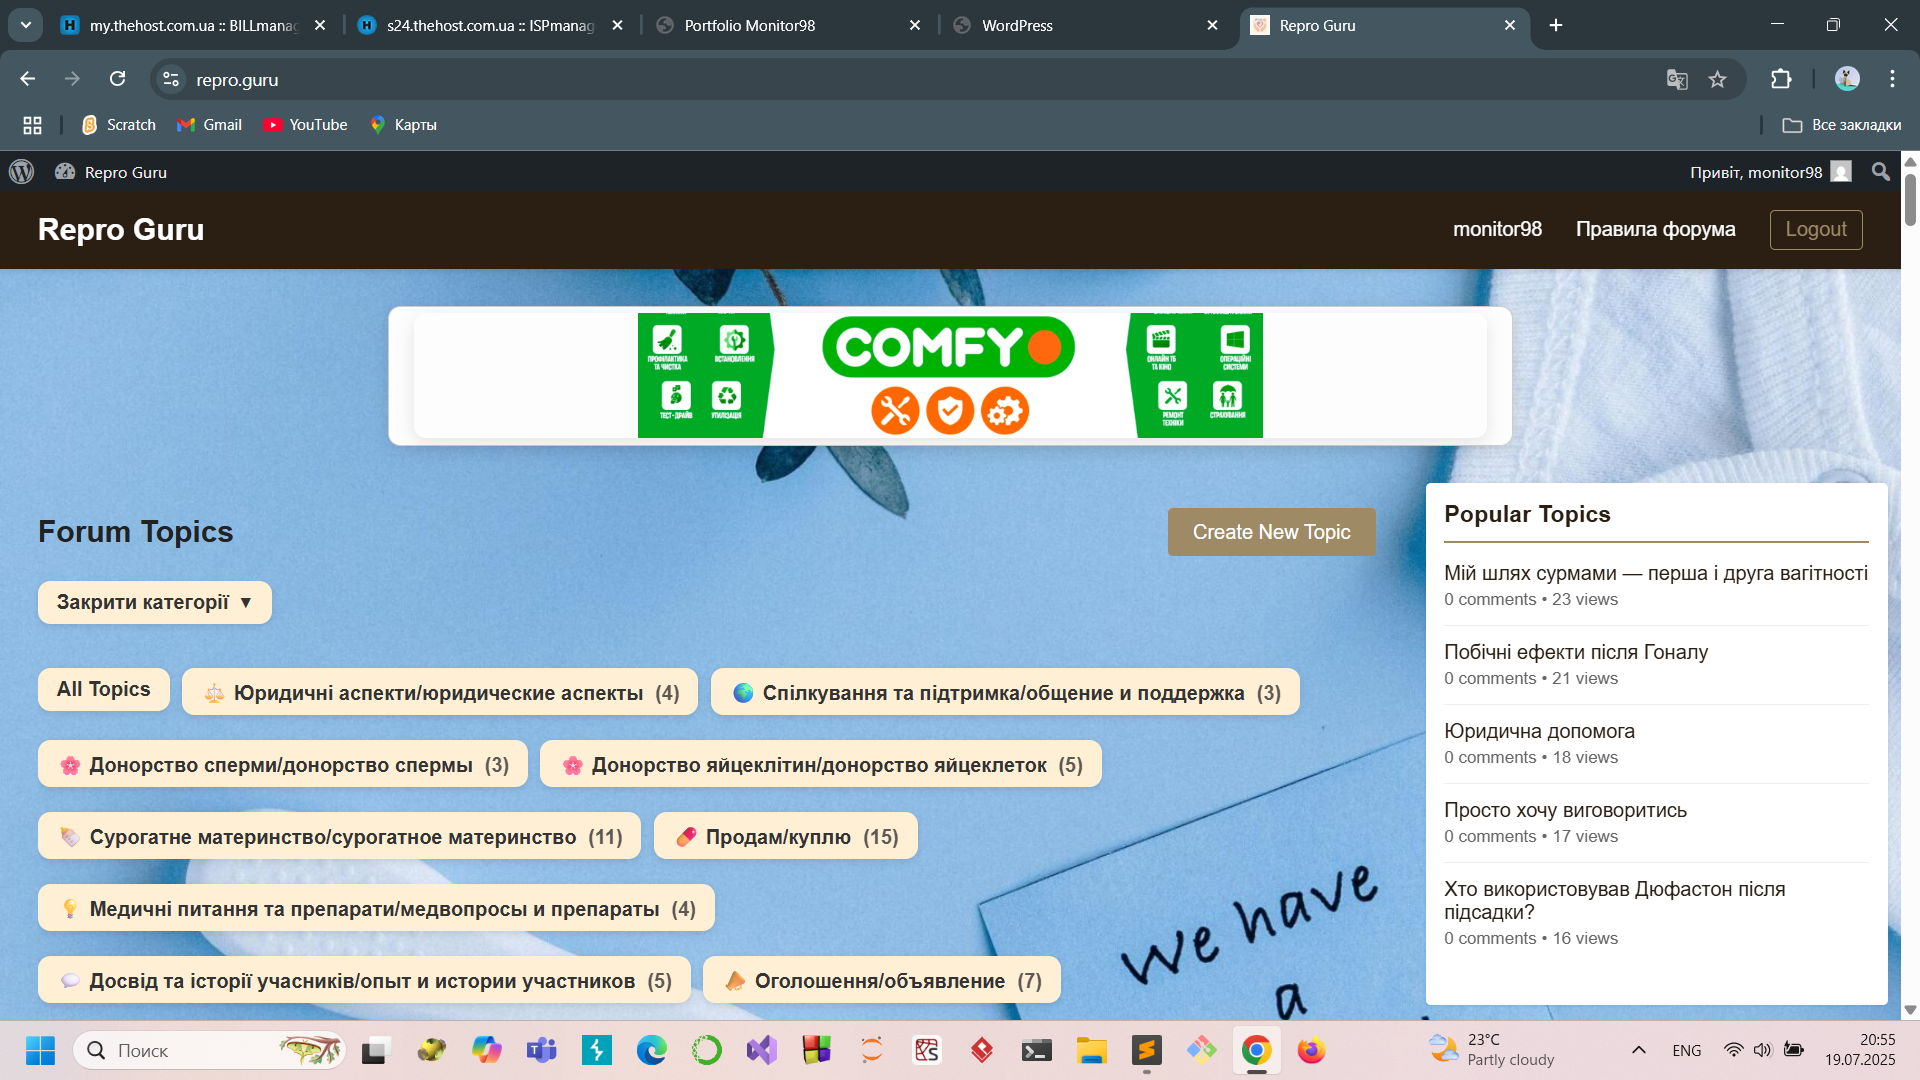 my.thehost.com.ua :: BILLmanag
s24.thehost.com.ua :: ISPmanag
Portfolio Monitor98
WordPress
Repro Guru
repro.guru
Scratch
Gmail
YouTube
Карты
Все закладки
Repro Guru
Привіт, monitor98
Repro Guru
monitor98
Правила форума
Logout
ПРОФІЛАКТИКА ТА ЧИСТКА
ВСТАНОВЛЕННЯ
ТЕСТ-ДРАЙВ
УТИЛІЗАЦІЯ
COMFY
ОНЛАЙН ТБ ТА КІНО
ОПЕРАЦІЙНІ СИСТЕМИ
РЕМОНТ ТЕХНІКИ
СТРАХУВАННЯ
Forum Topics
Create New Topic
Закрити категорії ▼
All Topics
Юридичні аспекти/юридические аспекты (4)
Спілкування та підтримка/общение и поддержка (3)
Донорство сперми/донорство спермы (3)
Донорство яйцеклітин/донорство яйцеклеток (5)
Сурогатне материнство/сурогатное материнство (11)
Продам/куплю (15)
Медичні питання та препарати/медвопросы и препараты (4)
Досвід та історії учасників/опыт и истории участников (5)
Оголошення/объявление (7)
we have
a
Popular Topics
Мій шлях сурмами — перша і друга вагітності
0 comments • 23 views
Побічні ефекти після Гоналу
0 comments • 21 views
Юридична допомога
0 comments • 18 views
Просто хочу виговоритись
0 comments • 17 views
Хто використовував Дюфастон після
підсадки?
0 comments • 16 views
Поиск
23°C
Partly cloudy
ENG
20:55
19.07.2025